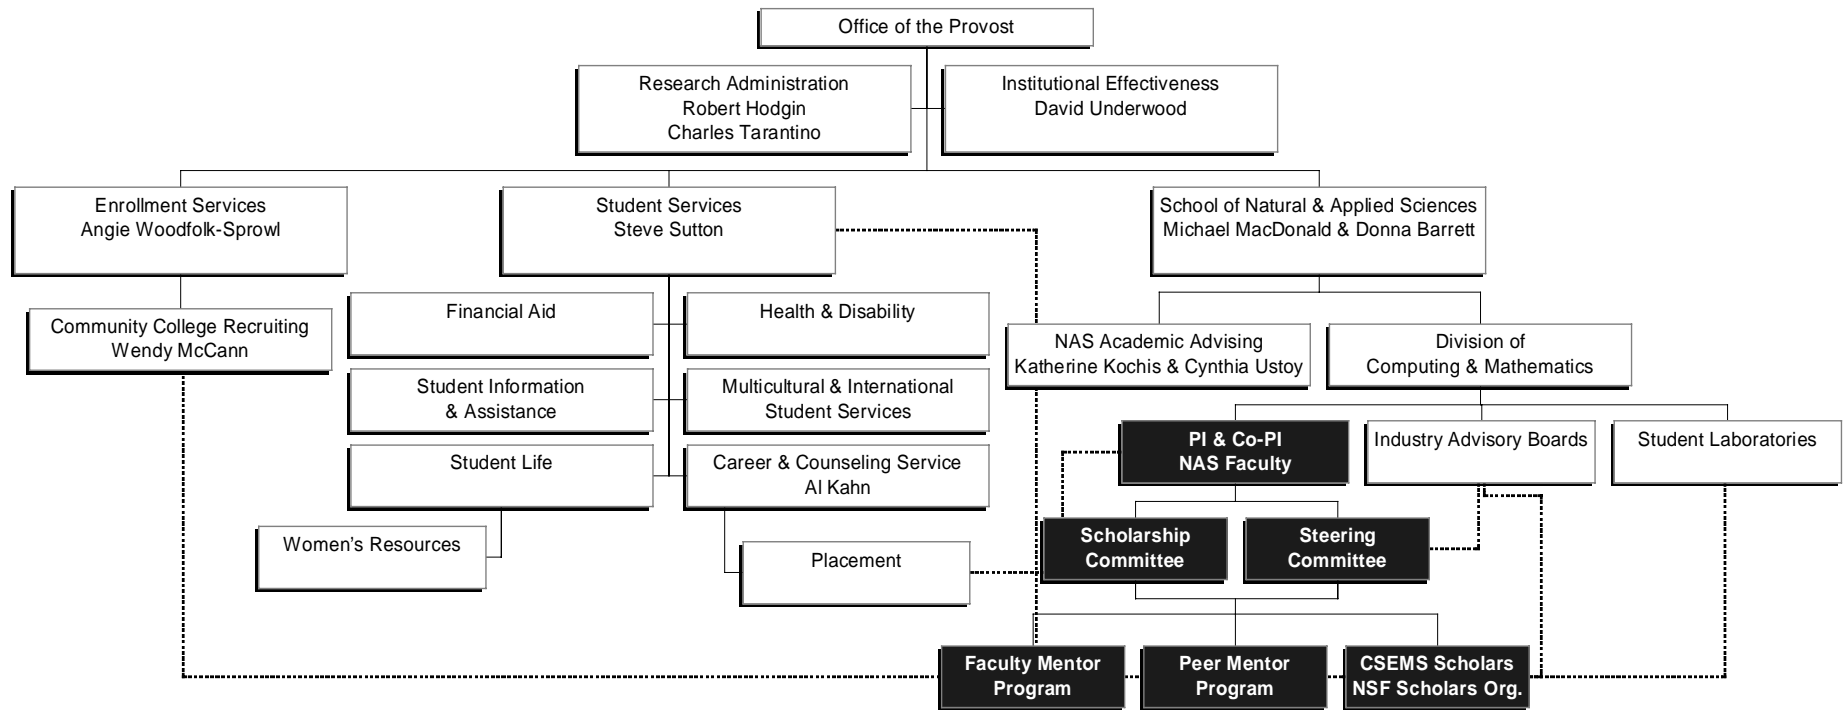 Office of the Provost
Research Administration
Robert Hodgin
Charles Tarantino
Institutional Effectiveness
David Underwood
Enrollment Services
Angie Woodfolk-Sprowl
Student Services
Steve Sutton
School of Natural & Applied Sciences
Michael MacDonald & Donna Barrett
Community College Recruiting
Wendy McCann
Financial Aid
Health & Disability
NAS Academic Advising
Katherine Kochis & Cynthia Ustoy
Division of
Computing & Mathematics
Student Information
& Assistance
Multicultural & International
Student Services
Student Life
Career & Counseling Service
Al Kahn
PI & Co-PI
NAS Faculty
Industry Advisory Boards
Student Laboratories
Women's Resources
Placement
Scholarship
Committee
Steering
Committee
Faculty Mentor
Program
Peer Mentor
Program
CSEMS Scholars
NSF Scholars Org.